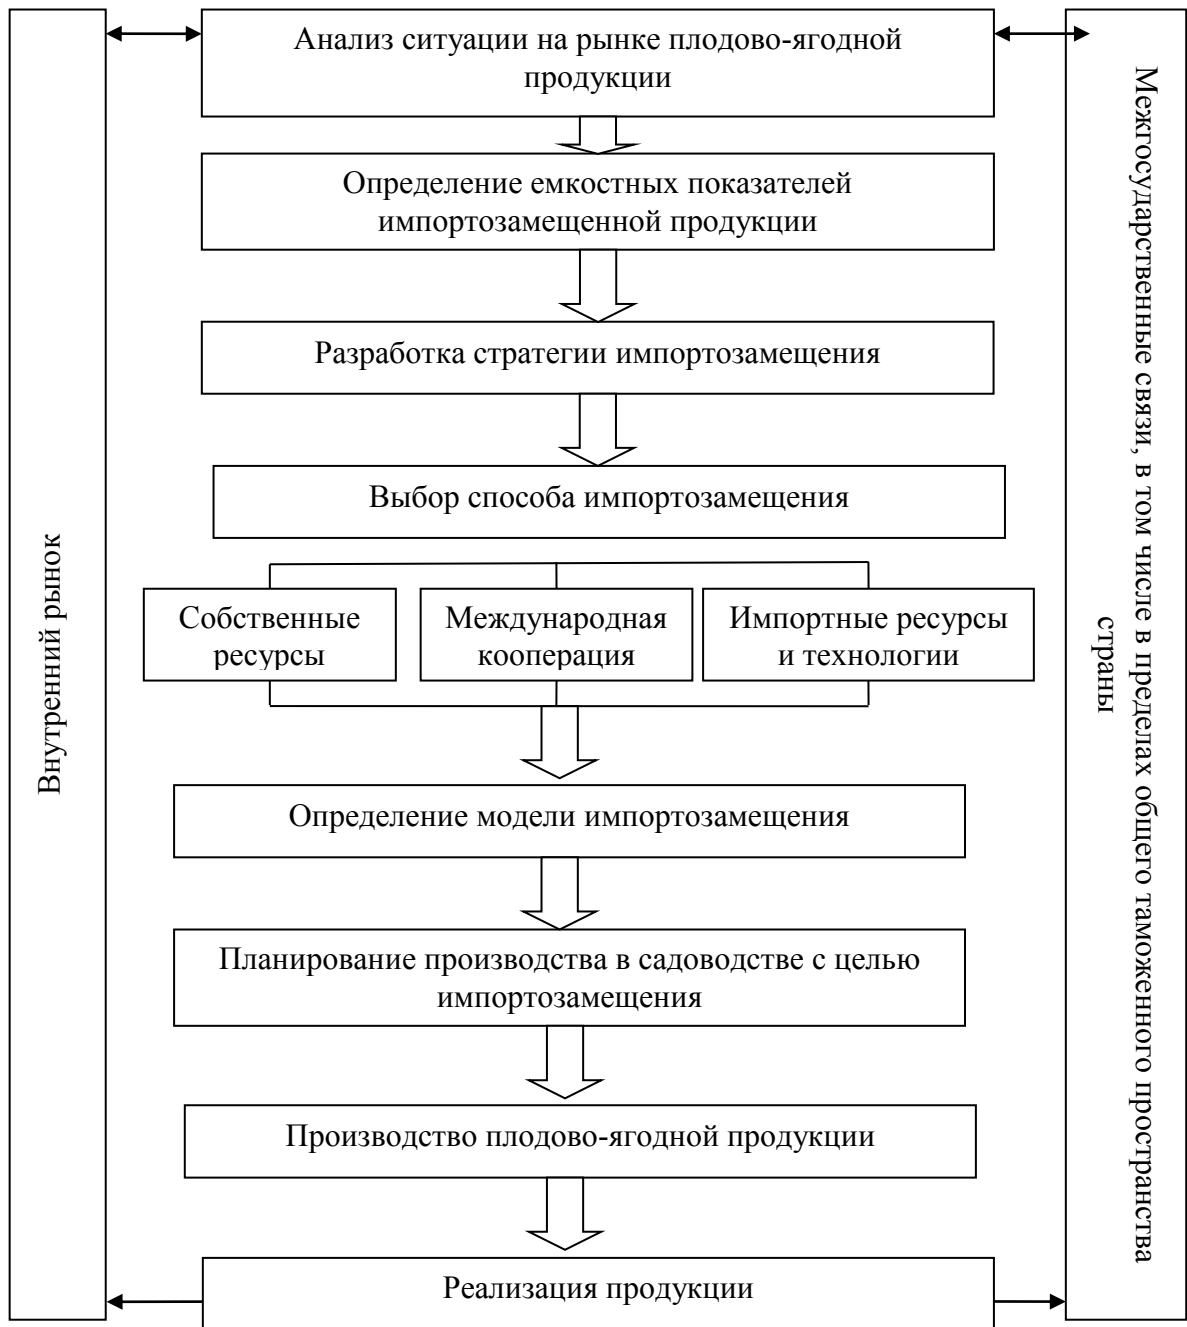 Анализ ситуации на рынке плодово-ягодной
продукции
Определение емкостных показателей
импортозамещенной продукции
Разработка стратегии импортозамещения
Выбор способа импортозамещения
Собственные
ресурсы
Международная
кооперация
Импортные ресурсы
и технологии
Определение модели импортозамещения
Планирование производства в садоводстве с целью
импортозамещения
Производство плодово-ягодной продукции
Реализация продукции
Внутренний рынок
Межгосударственные связи, в том числе в пределах общего таможенного пространства
страны